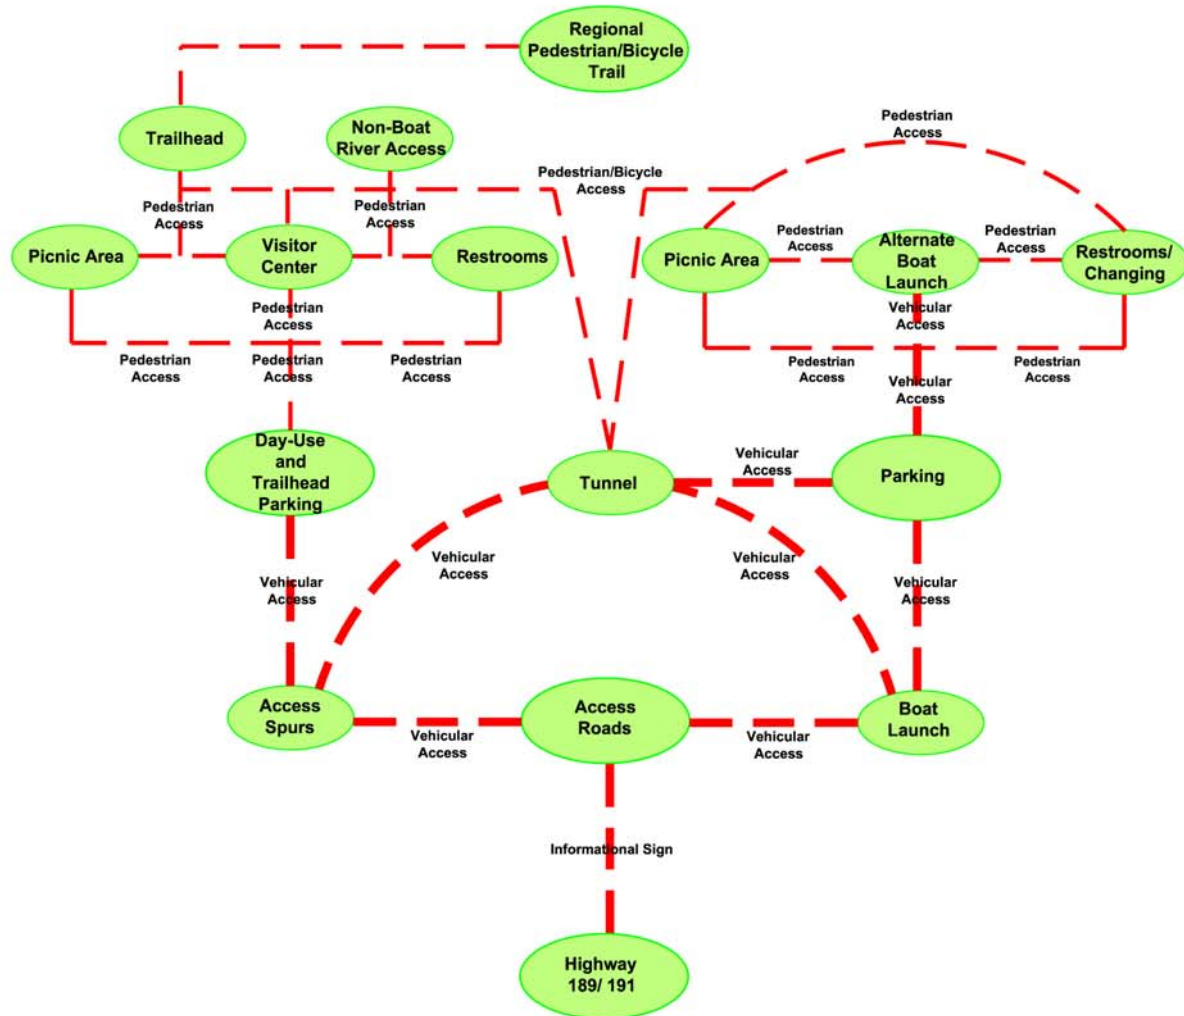 Regional
Pedestrian/Bicycle
Trail
Trailhead
Non-Boat
River Access
Pedestrian
Access
Pedestrian/Bicycle
Access
Pedestrian
Access
Pedestrian
Access
Picnic Area
Visitor
Center
Restrooms
Picnic Area
Pedestrian
Access
Alternate
Boat
Launch
Pedestrian
Access
Restrooms/
Changing
Pedestrian
Access
Vehicular
Access
Pedestrian
Access
Pedestrian
Access
Pedestrian
Access
Pedestrian
Access
Pedestrian
Access
Vehicular
Access
Day-Use
and
Trailhead
Parking
Tunnel
Vehicular
Access
Parking
Vehicular
Access
Vehicular
Access
Vehicular
Access
Vehicular
Access
Access
Spurs
Vehicular
Access
Access
Roads
Vehicular
Access
Boat
Launch
Informational Sign
Highway
189/ 191